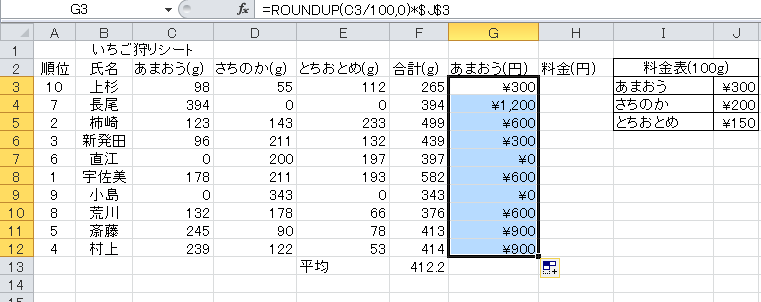 G3 fx =ROUNDUP(C3/100,0)*$J$3
A B C D E F G H I J
1 いちご狩りシート
2 順位 氏名 あまおう(g) さちのか(g) とちおとめ(g) 合計(g) あまおう(円) 料金(円) 料金表(100g)
3 10 上杉 98 55 112 265 ¥300 あまおう ¥300
4 7 長尾 394 0 0 394 ¥1,200 さちのか ¥200
5 2 柿崎 123 143 233 499 ¥600 とちおとめ ¥150
6 3 新発田 96 211 132 439 ¥300
7 6 直江 0 200 197 397 ¥0
8 1 宇佐美 178 211 193 582 ¥600
9 9 小島 0 343 0 343 ¥0
10 8 荒川 132 178 66 376 ¥600
11 5 斎藤 245 90 78 413 ¥900
12 4 村上 239 122 53 414 ¥900
13 平均 412.2
14